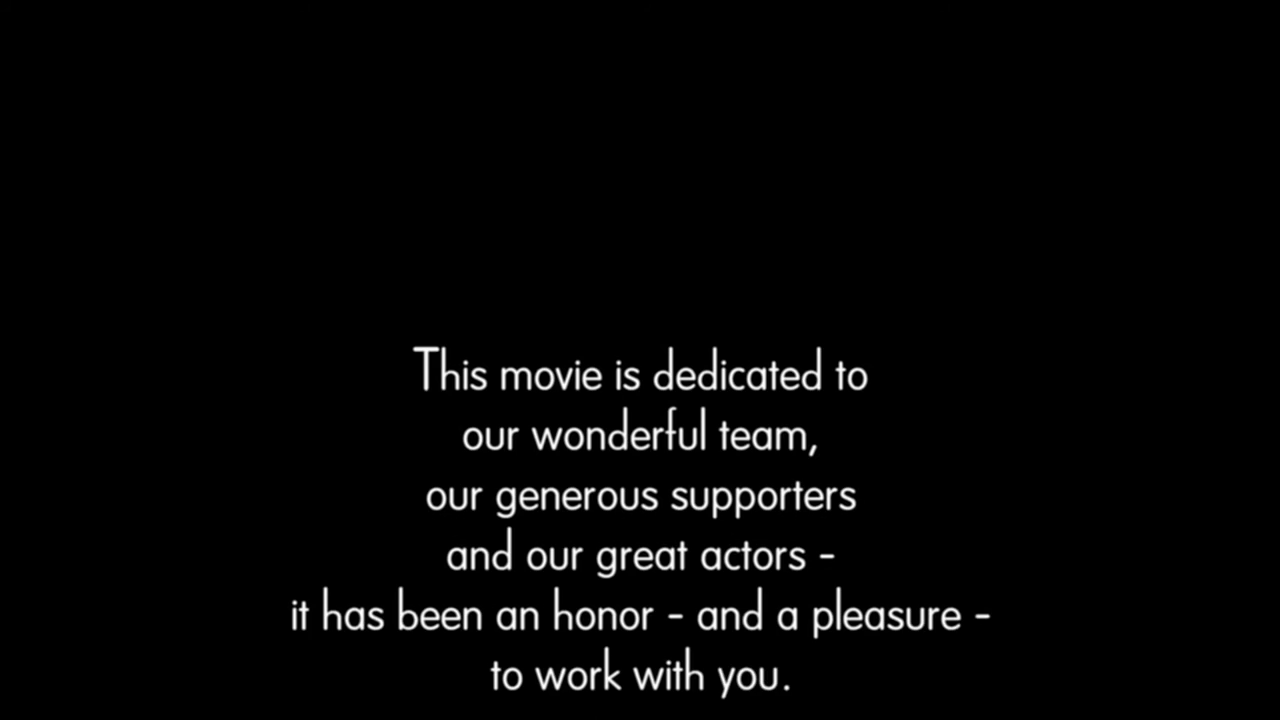 This movie is dedicated to
our wonderful team,
our generous supporters
and our great actors -
it has been an honor - and a pleasure -
to work with you.